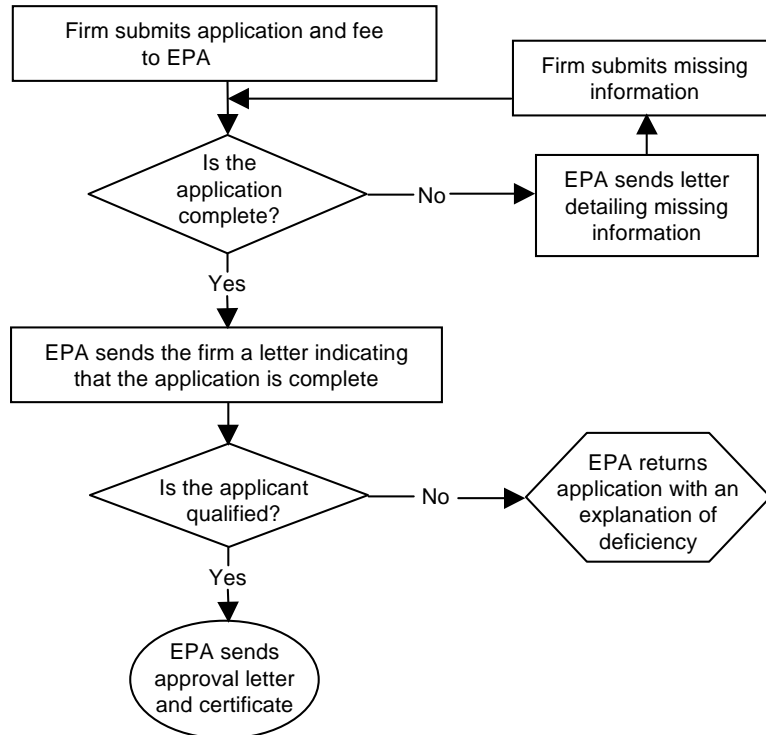 Firm submits application and fee
to EPA
Firm submits missing
information
Is the
application
complete?
No
EPA sends letter
detailing missing
information
Yes
EPA sends the firm a letter indicating
that the application is complete
Is the applicant
qualified?
No
EPA returns
application with an
explanation of
deficiency
Yes
EPA sends
approval letter
and certificate